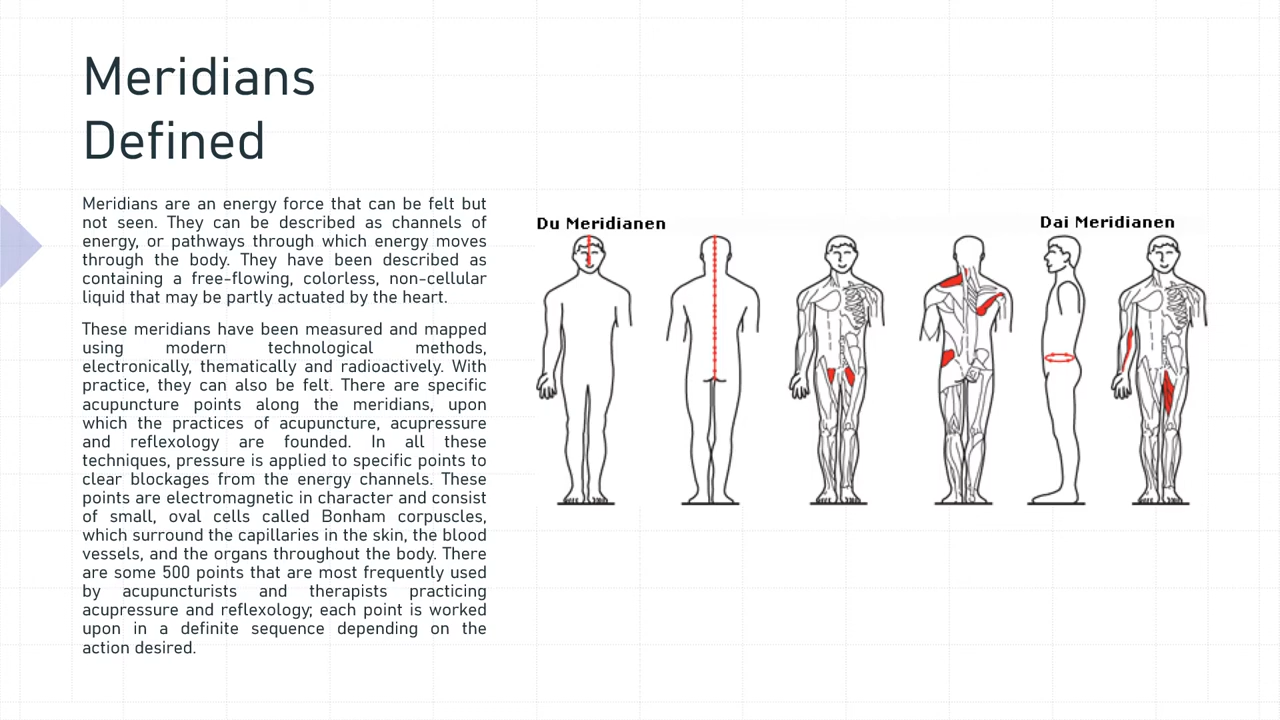 Meridians
Defined
Meridians are an energy force that can be felt but
not seen. They can be described as channels of
energy, or pathways through which energy moves
through the body. They have been described as
containing a free-flowing, colorless, non-cellular
liquid that may be partly actuated by the heart.
These meridians have been measured and mapped
using modern technological methods,
electronically, thematically and radioactively. With
practice, they can also be felt. There are specific
acupuncture points along the meridians, upon
which the practices of acupuncture, acupressure
and reflexology are founded. In all these
techniques, pressure is applied to specific points to
clear blockages from the energy channels. These
points are electromagnetic in character and consist
of small, oval cells called Bonham corpuscles,
which surround the capillaries in the skin, the blood
vessels, and the organs throughout the body. There
are some 500 points that are most frequently used
by acupuncturists and therapists practicing
acupressure and reflexology; each point is worked
upon in a definite sequence depending on the
action desired.
Du Meridianen
Dai Meridianen